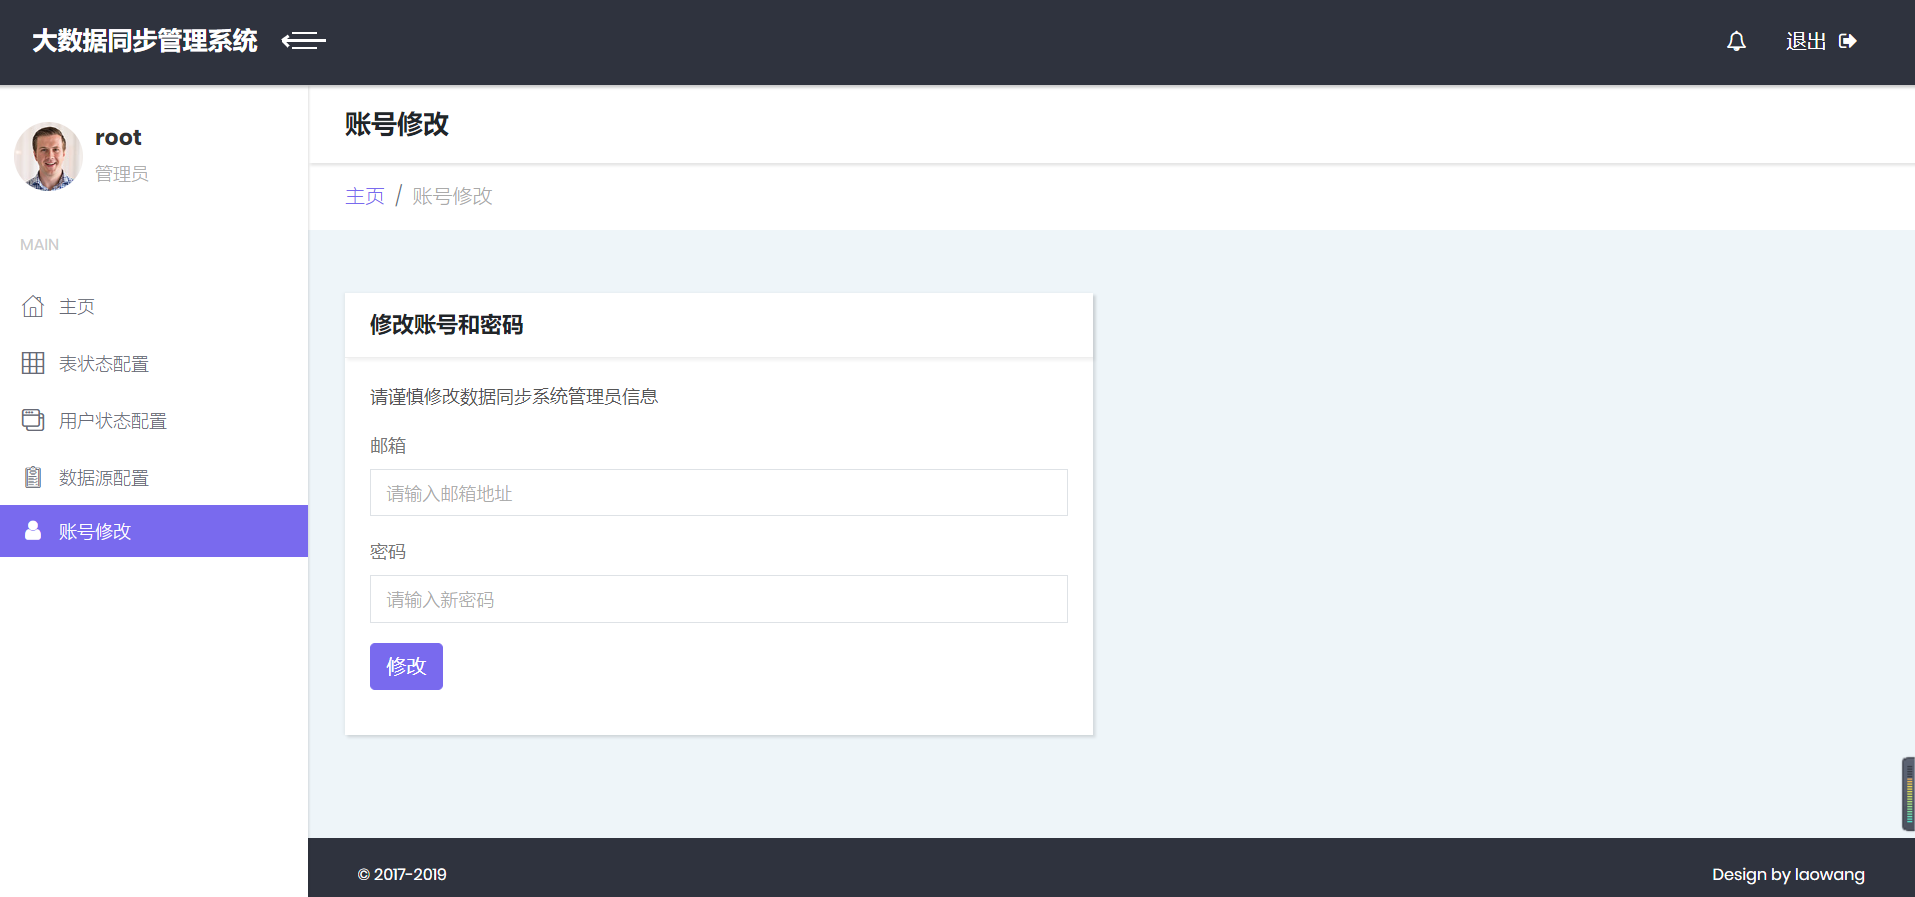 大数据同步管理系统
退出
root
管理员
MAIN
主页
表状态配置
用户状态配置
数据源配置
账号修改
账号修改
主页 / 账号修改
修改账号和密码
请谨慎修改数据同步系统管理员信息
邮箱
请输入邮箱地址
密码
请输入新密码
修改
© 2017-2019
Design by laowang